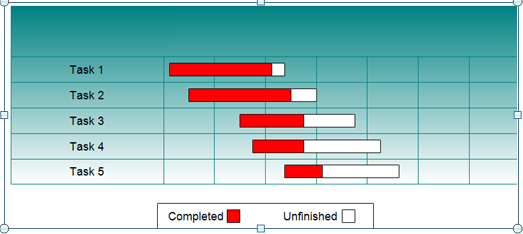 Task 1
Task 2
Task 3
Task 4
Task 5
Completed Unfinished